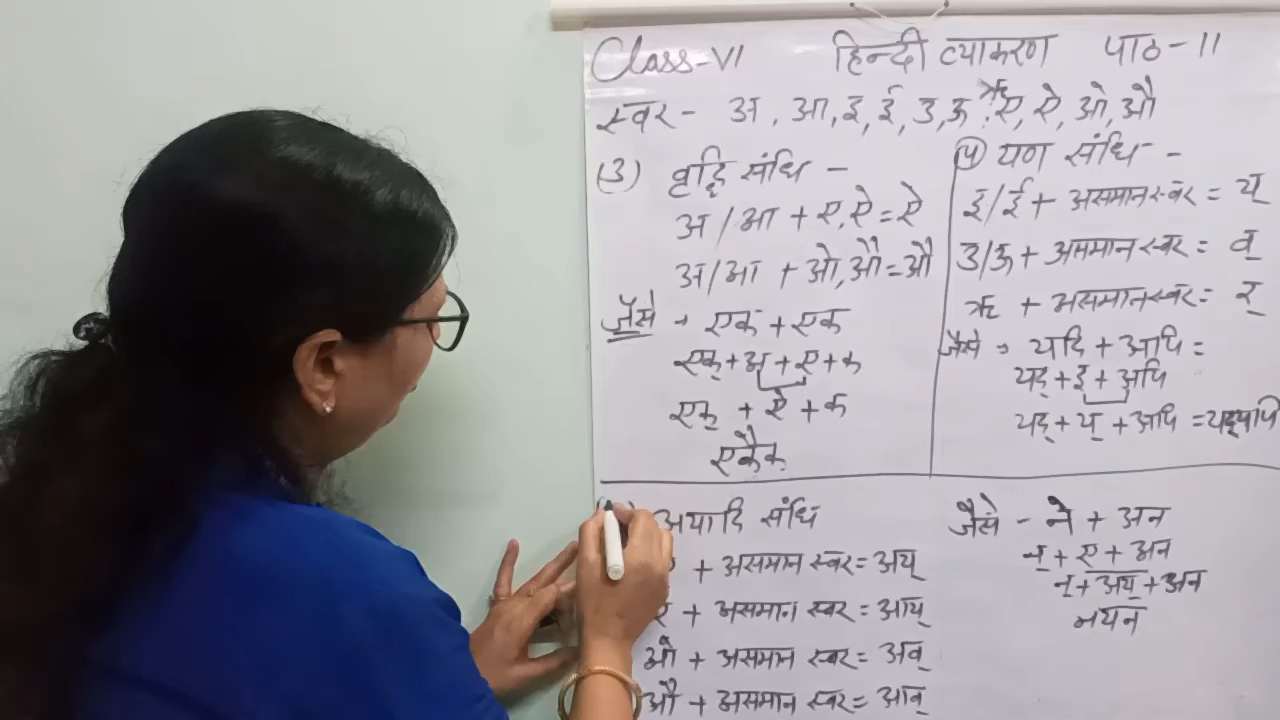 Class-VI हिन्दी व्याकरण पाठ-11
स्वर- अ, आ, इ, ई, उ, ऊ, ऋ, ए, ऐ, ओ, औ
(3) वृद्धि संधि -
अ/आ + ए, ऐ = ऐ
अ/आ + ओ, औ = औ
जैसे → एक + एक
एक् + अ + ए + क
एक् + ऐ + क
एकैक
(4) यण संधि -
इ/ई + असमान स्वर = य्
उ/ऊ + असमान स्वर = व्
ऋ + असमान स्वर = र्
जैसे → यदि + अपि =
यद् + इ + अपि
यद् + य् + अपि = यद्यपि
अयादि संधि
+ असमान स्वर = अय्
ऐ + असमान स्वर = आय्
ओ + असमान स्वर = अव्
औ + असमान स्वर = आव्
जैसे - ने + अन
न् + ए + अन
न् + अय् + अन
नयन